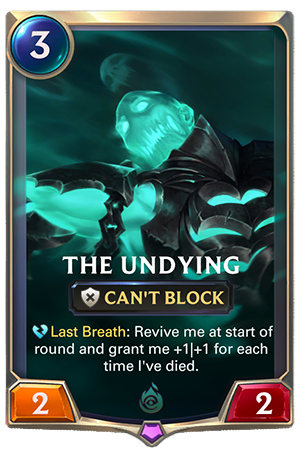 3
THE UNDYING
CAN'T BLOCK
Last Breath: Revive me at start of
round and grant me +1|+1 for each
time I've died.
2
2